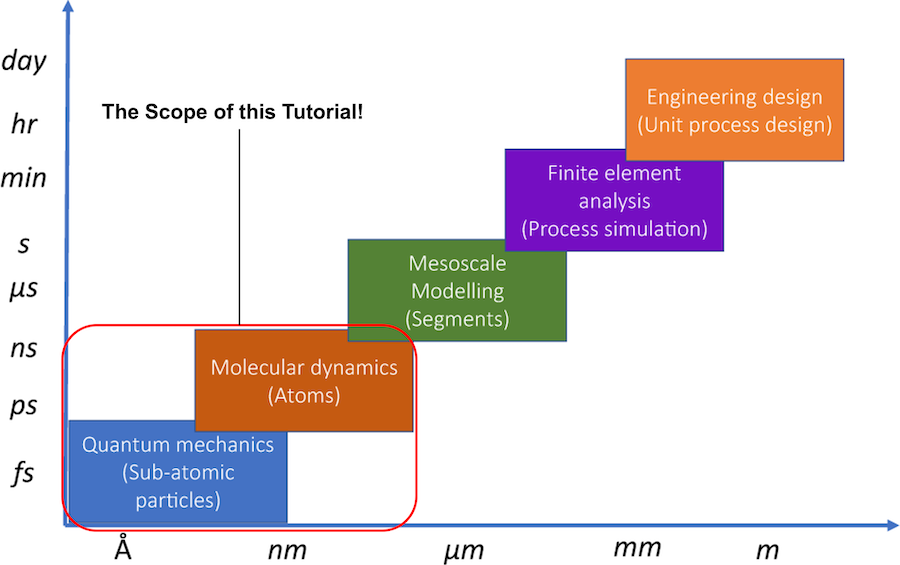 day
The Scope of this Tutorial!
hr
min
s
µs
ns
ps
fs
Engineering design
(Unit process design)
Finite element
analysis
(Process simulation)
Mesoscale
Modelling
(Segments)
Molecular dynamics
(Atoms)
Quantum mechanics
(Sub-atomic
particles)
Å
nm
µm
mm
m